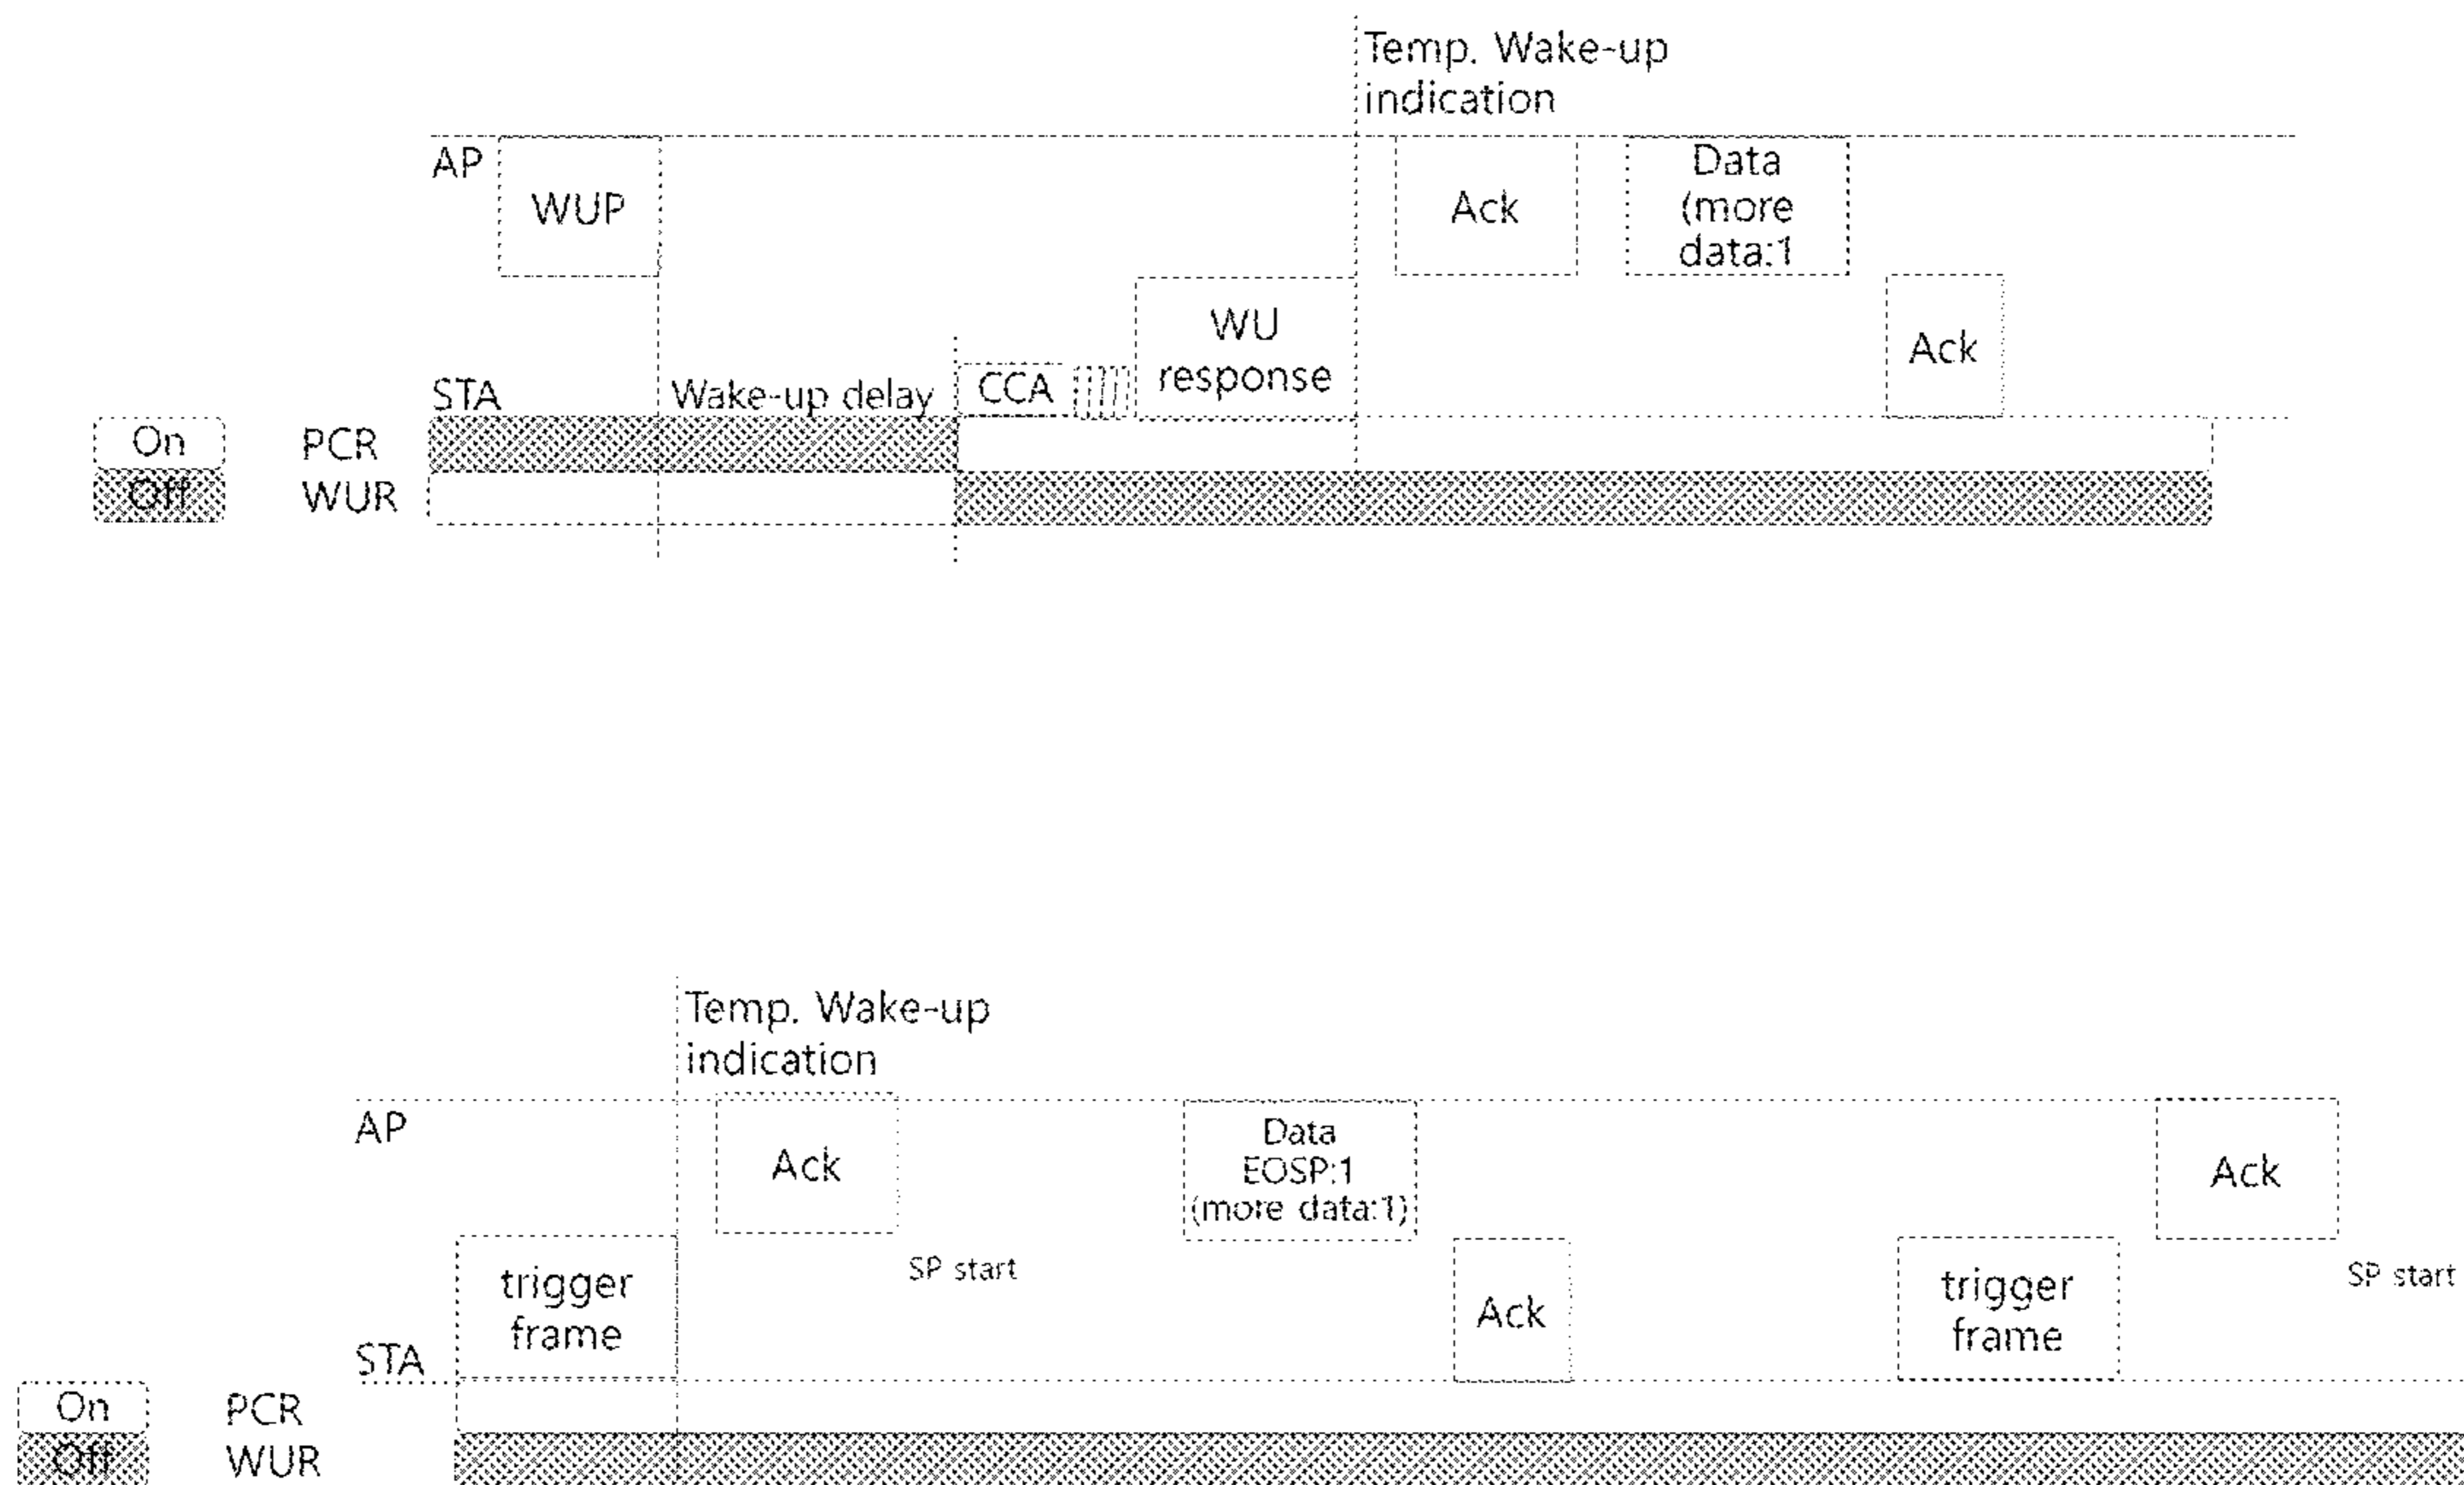 Temp. Wake-up
indication
AP
WUP
Ack
Data
(more
data:1
WU
response
Ack
STA
Wake-up delay
CCA
On
PCR
Off
WUR
Temp. Wake-up
indication
AP
Ack
Data
EOSP:1
(more data:1)
Ack
SP start
SP start
trigger
frame
Ack
trigger
frame
STA
On
PCR
Off
WUR